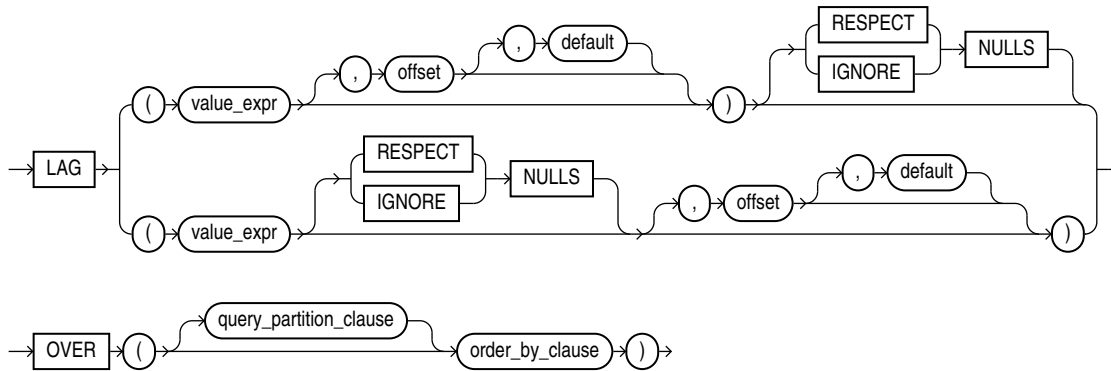 , default
RESPECT
, offset
IGNORE NULLS
( value_expr )
LAG
RESPECT
IGNORE NULLS
, default
, offset
( value_expr )
query_partition_clause
OVER ( order_by_clause )